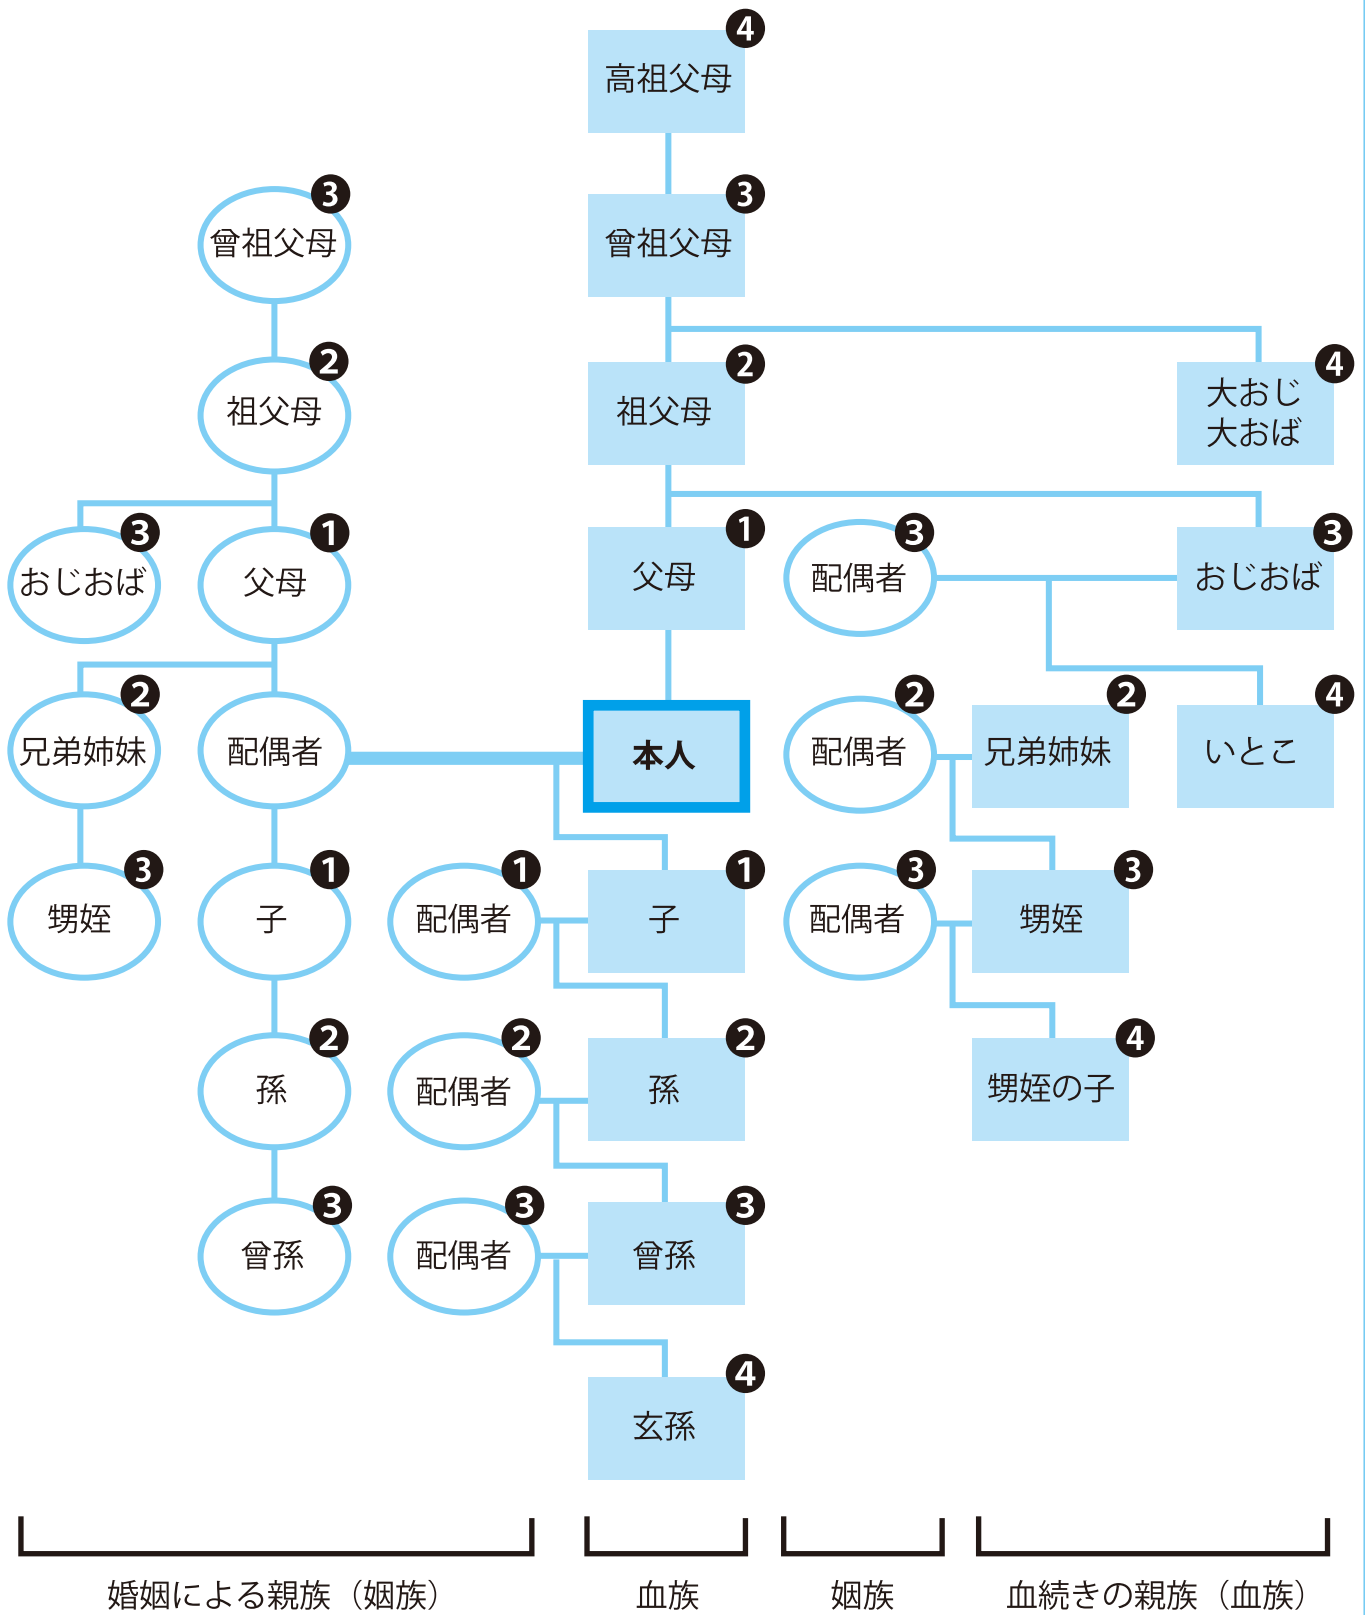 4
高祖父母
3
曾祖父母
3
曾祖父母
2
祖父母
2
祖父母
4
大おじ
大おば
3
おじおば
1
父母
1
父母
3
配偶者
3
おじおば
2
兄弟姉妹
配偶者
本人
2
配偶者
2
兄弟姉妹
4
いとこ
3
甥姪
1
子
1
配偶者
1
子
3
配偶者
3
甥姪
2
孫
2
配偶者
2
孫
4
甥姪の子
3
曾孫
3
配偶者
3
曾孫
4
玄孫
婚姻による親族（姻族）
血族
姻族
血続きの親族（血族）